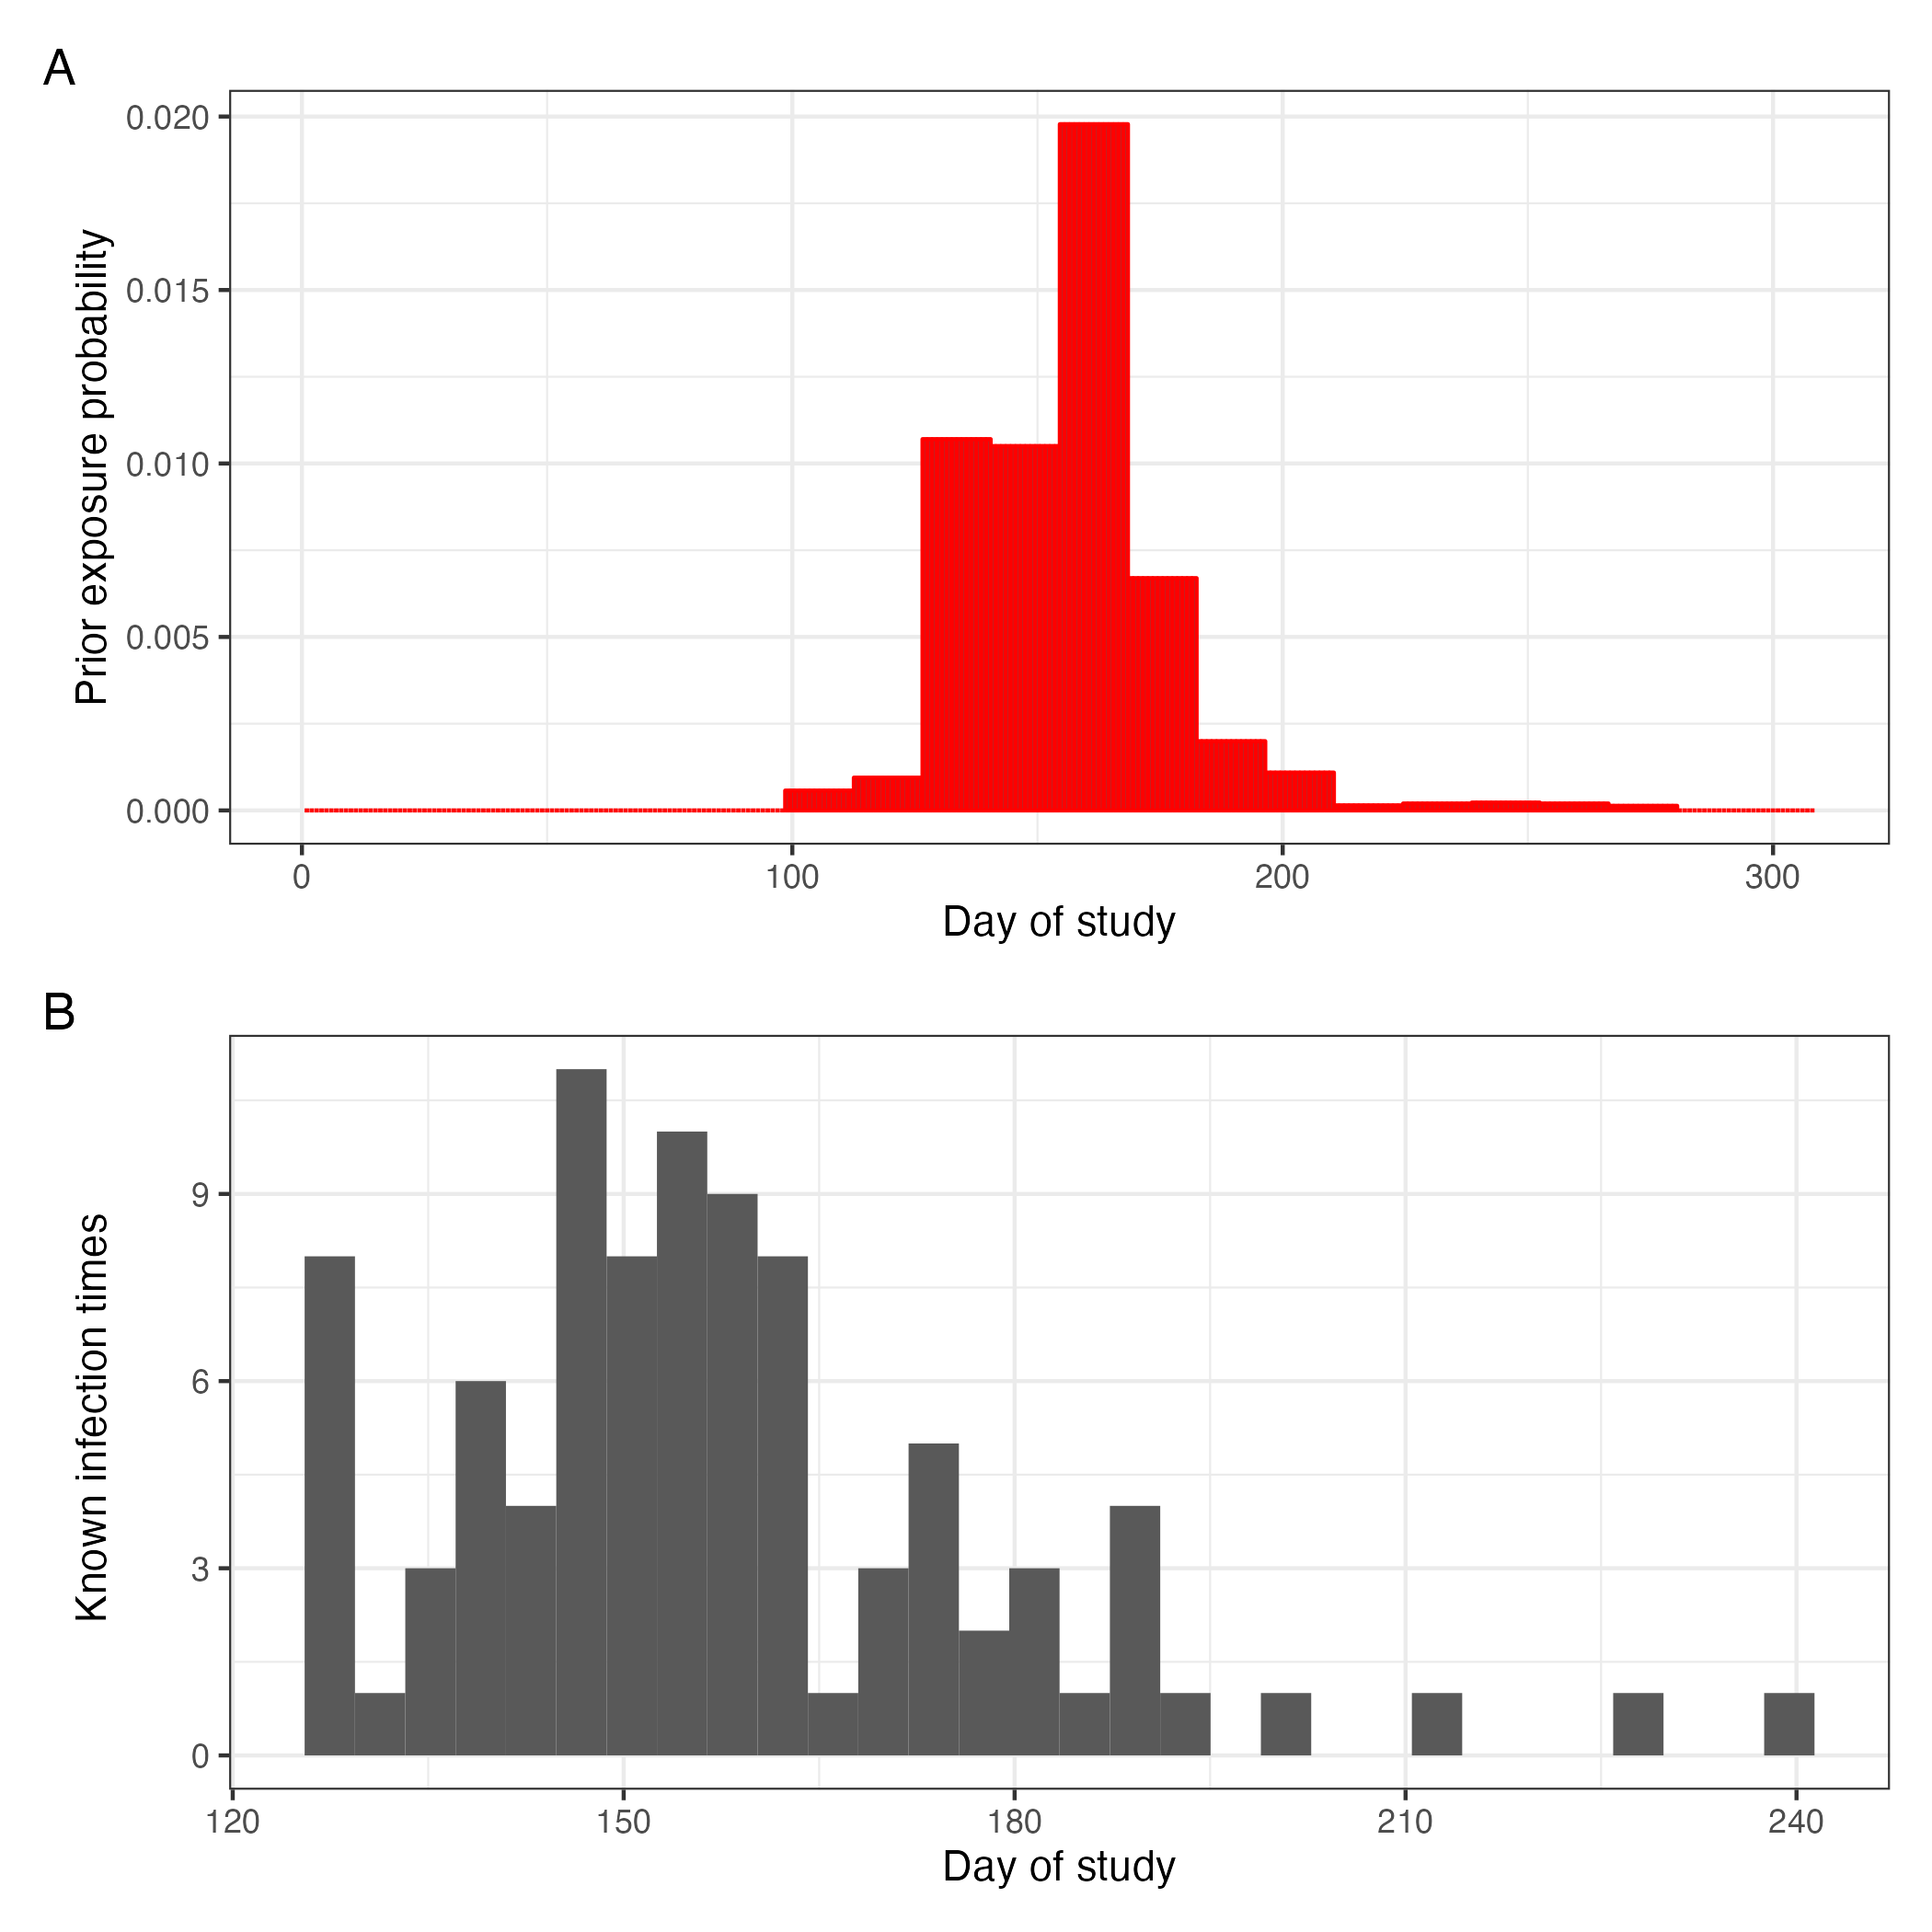 A
0.020
0.015
0.010
0.005
0.000
Prior exposure probability
0 100 200 300
Day of study
B
9
6
3
0
Known infection times
120 150 180 210 240
Day of study